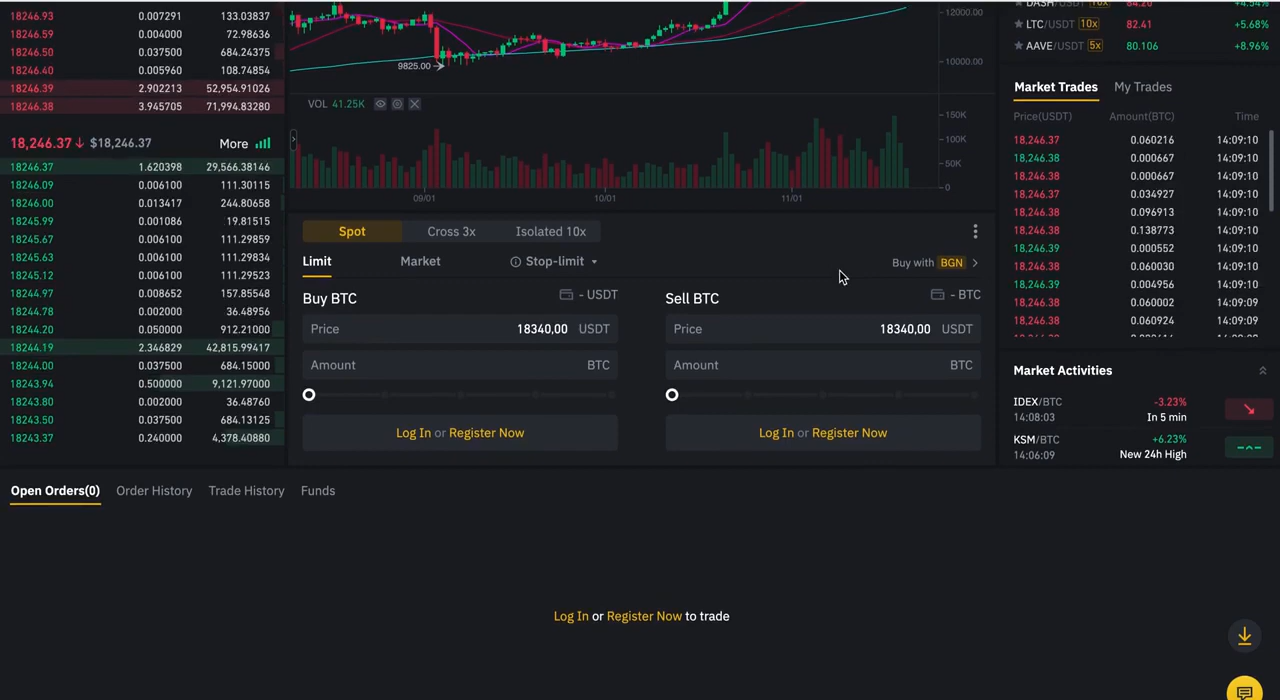 18246.93 0.007291 133.03837
18246.59 0.004000 72.98636
18246.50 0.037500 684.24375
18246.40 0.005960 108.74854
18246.39 2.902213 52,954.91026
18246.38 3.945705 71,994.83280
18,246.37↓ $18,246.37 More
18246.37 1.620398 29,566.38146
18246.09 0.006100 111.30115
18246.00 0.013417 244.80658
18245.99 0.001086 19.81515
18245.67 0.006100 111.29859
18245.63 0.006100 111.29834
18245.12 0.006100 111.29523
18244.97 0.008652 157.85548
18244.78 0.002000 36.48956
18244.20 0.050000 912.21000
18244.19 2.346829 42,815.99417
18244.00 0.037500 684.15000
18243.94 0.500000 9,121.97000
18243.80 0.002000 36.48760
18243.50 0.037500 684.13125
18243.37 0.240000 4,378.40880
12000.00
10000.00
9825.00
VOL 41.25K
150K
100K
50K
0
09/01 10/01 11/01
Spot Cross 3x Isolated 10x
Limit Market Stop-limit
Buy with BGN
Buy BTC - USDT
Price 18340,00 USDT
Amount BTC
Log In or Register Now
Sell BTC - BTC
Price 18340,00 USDT
Amount BTC
Log In or Register Now
DASH/USDT 10x 84.20 +4.54%
LTC/USDT 10x 82.41 +5.68%
AAVE/USDT 5x 80.106 +8.96%
Market Trades My Trades
Price(USDT) Amount(BTC) Time
18,246.37 0.060216 14:09:10
18,246.38 0.000667 14:09:10
18,246.38 0.000667 14:09:10
18,246.37 0.034927 14:09:10
18,246.38 0.096913 14:09:10
18,246.38 0.138773 14:09:10
18,246.39 0.000552 14:09:10
18,246.38 0.060030 14:09:10
18,246.39 0.004956 14:09:10
18,246.38 0.060002 14:09:09
18,246.38 0.060924 14:09:09
Market Activities
IDEX/BTC -3.23%
14:08:03 In 5 min
KSM/BTC +6.23%
14:06:09 New 24h High
Open Orders(0) Order History Trade History Funds
Log In or Register Now to trade